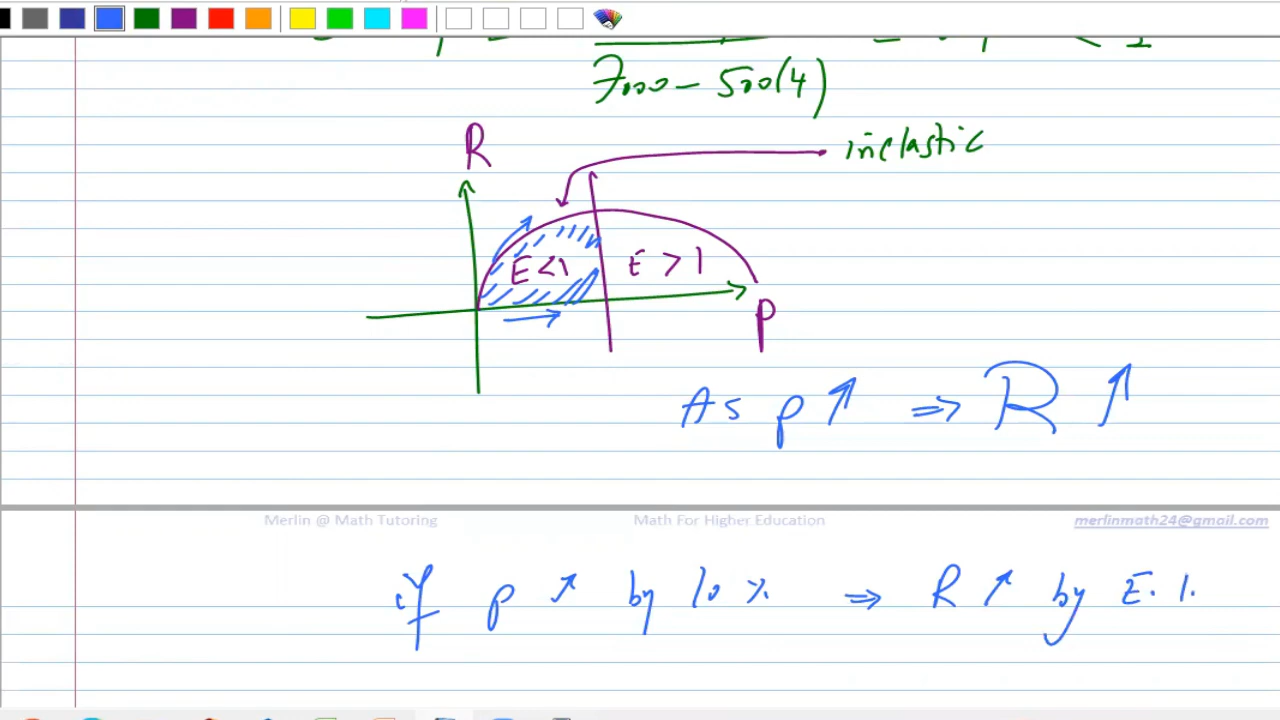 7000 - 500(4)
R
inelastic
E<1 E > 1
P
As p ↑ ⇒ R ↑
Merlin @ Math Tutoring Math For Higher Education merlinmath24@gmail.com
if p ↑ by 10 % ⇒ R ↑ by E. 1.